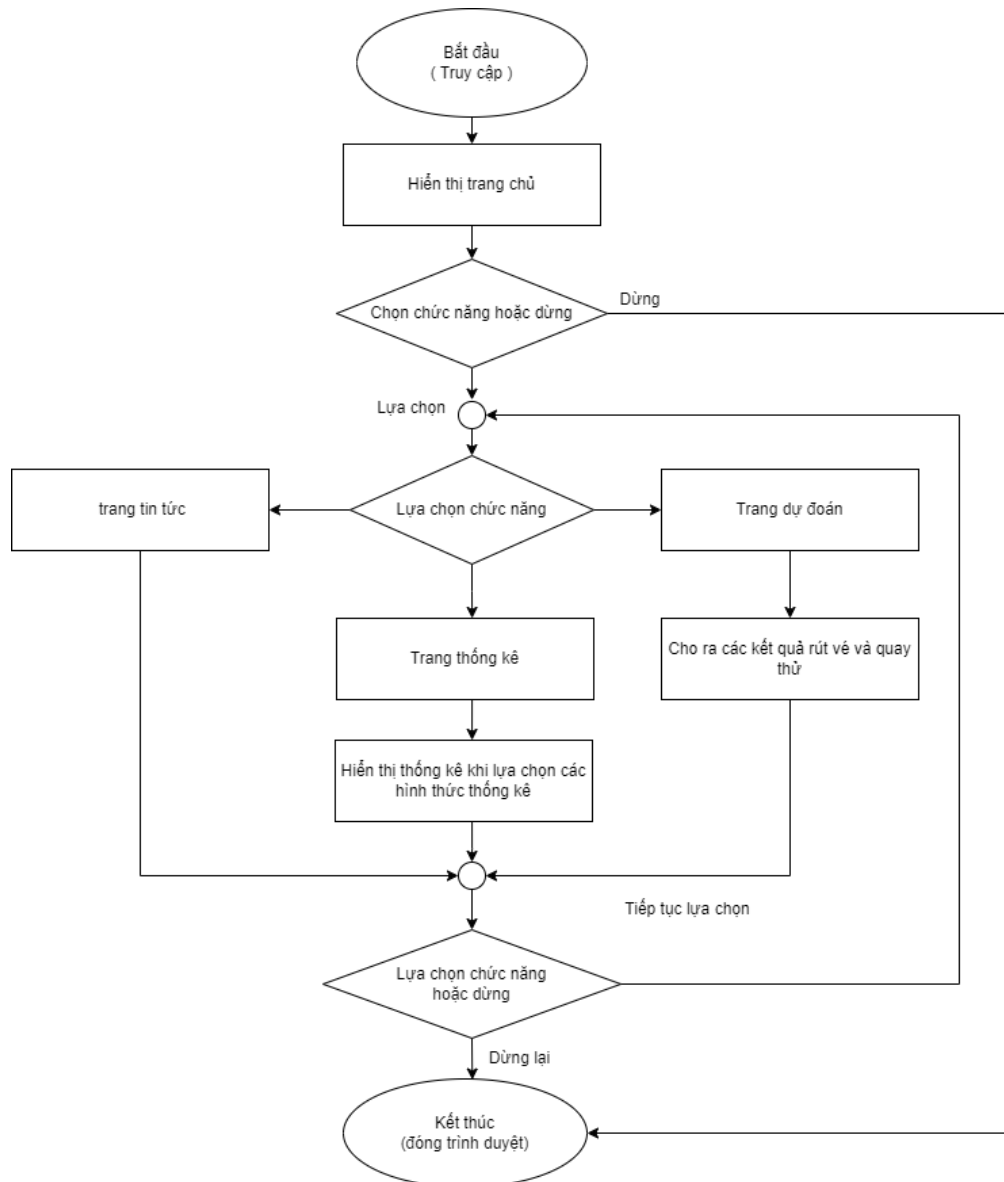 Bắt đầu
( Truy cập )
Hiển thị trang chủ
Chọn chức năng hoặc dừng
Dừng
Lựa chọn
trang tin tức
Lựa chọn chức năng
Trang dự đoán
Trang thống kê
Cho ra các kết quả rút vé và quay
thử
Hiển thị thống kê khi lựa chọn các
hình thức thống kê
Tiếp tục lựa chọn
Lựa chọn chức năng
hoặc dừng
Dừng lại
Kết thúc
(đóng trình duyệt)